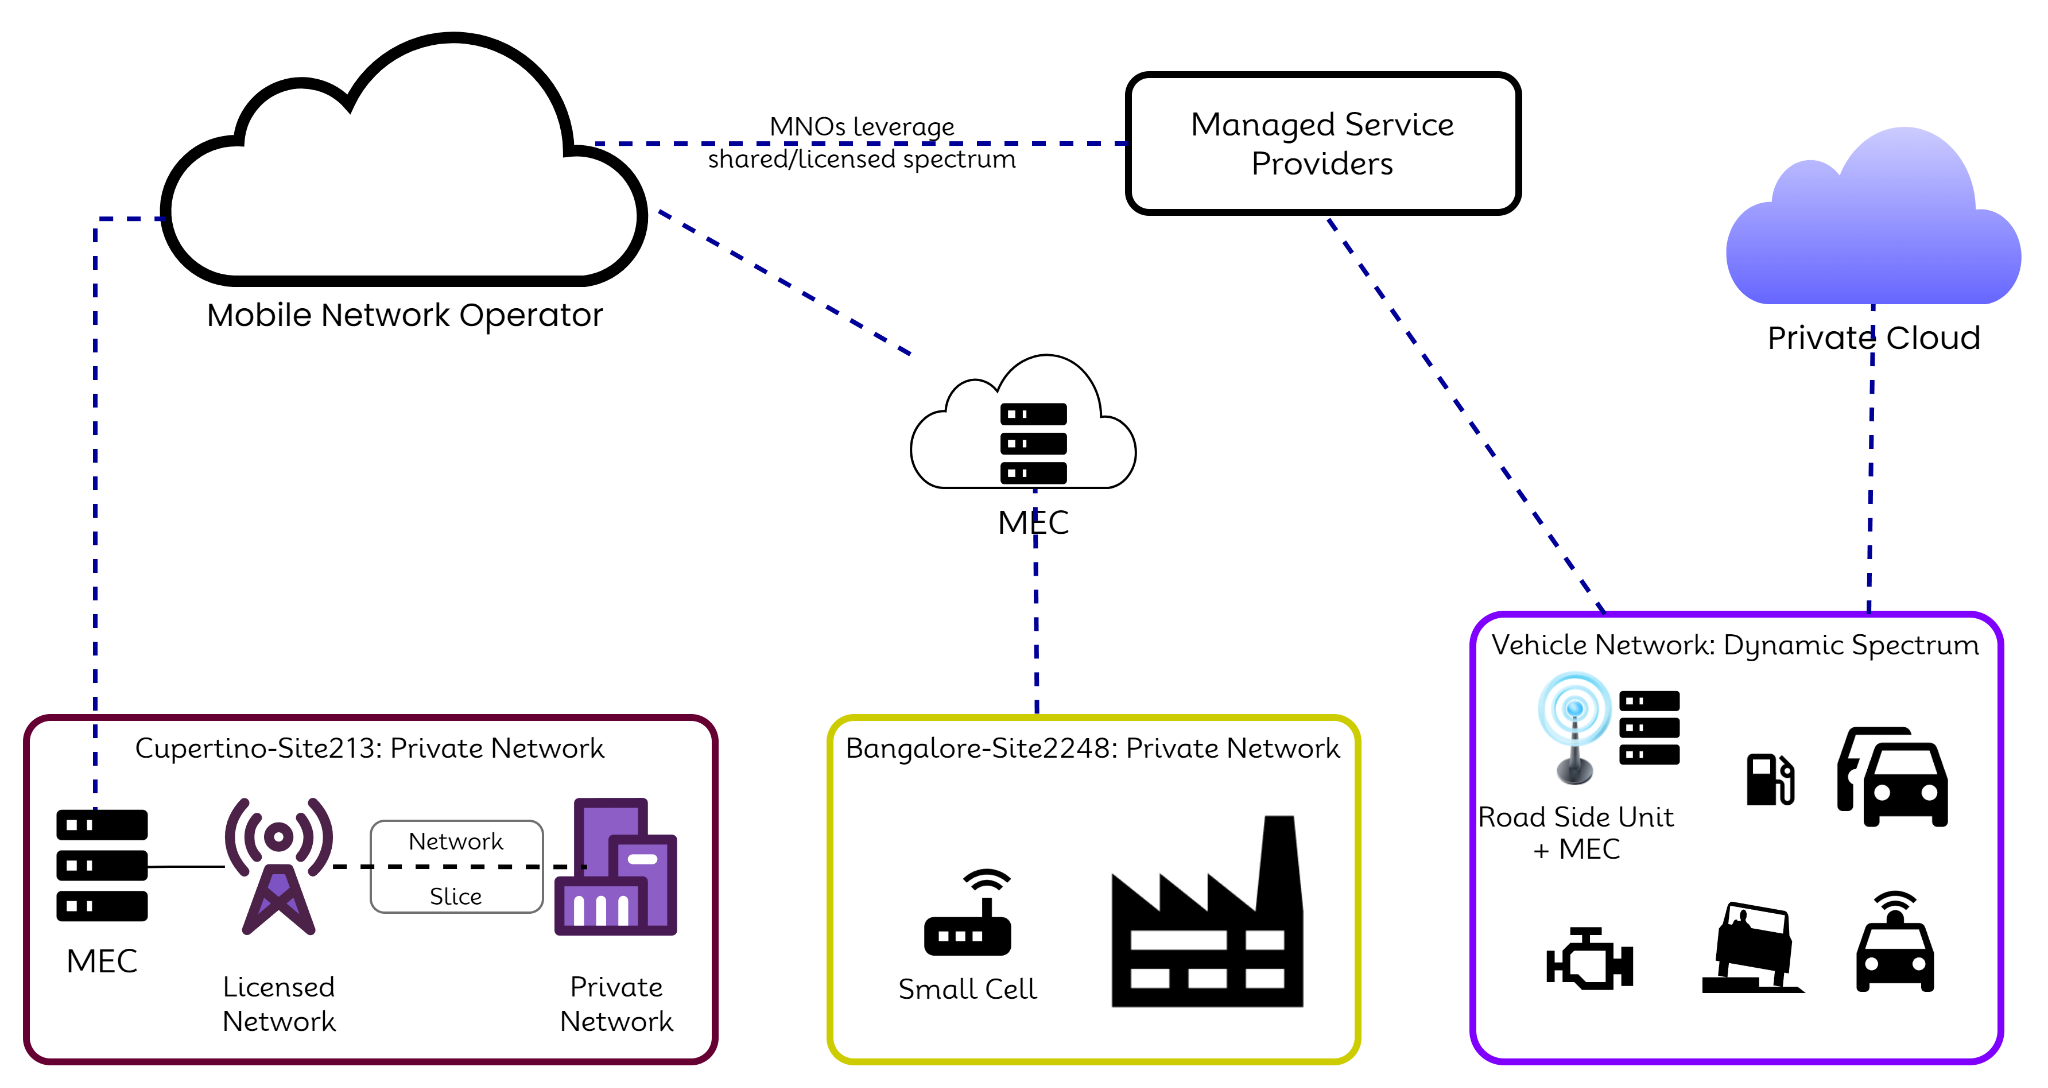 MNOs leverage
shared/licensed spectrum
Managed Service
Providers
Mobile Network Operator
Private Cloud
MEC
Vehicle Network: Dynamic Spectrum
Road Side Unit
+ MEC
Cupertino-Site213: Private Network
Network
Slice
MEC
Licensed
Network
Private
Network
Bangalore-Site2248: Private Network
Small Cell